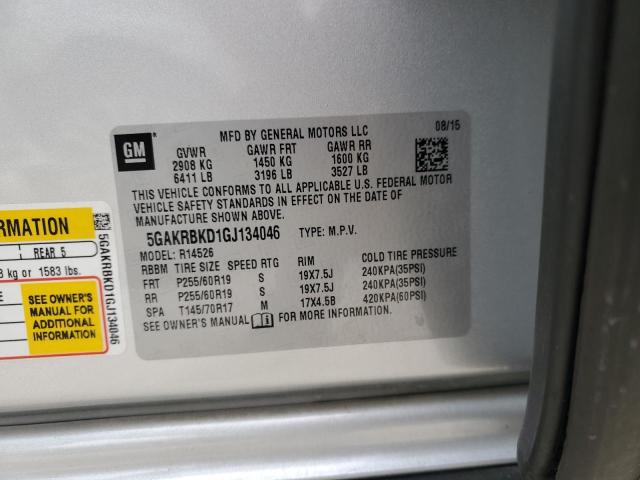 MFD BY GENERAL MOTORS LLC 08/15
GM
GVWR GAWR FRT GAWR RR
2908 KG 1450 KG 1600 KG
6411 LB 3196 LB 3527 LB
THIS VEHICLE CONFORMS TO ALL APPLICABLE U.S. FEDERAL MOTOR
VEHICLE SAFETY STANDARDS IN EFFECT ON THE DATE OF
MANUFACTURE SHOWN ABOVE.
5GAKRBKD1GJ134046 TYPE: M.P.V.
MODEL: R14526
RBBM TIRE SIZE SPEED RTG RIM COLD TIRE PRESSURE
FRT P255/60R19 S 19X7.5J 240KPA(35PSI)
RR P255/60R19 S 19X7.5J 240KPA(35PSI)
SPA T145/70R17 M 17X4.5B 420KPA(60PSI)
SEE OWNER'S MANUAL FOR MORE INFORMATION.
REAR 5
kg or 1583 lbs.
SEE OWNER'S
MANUAL FOR
ADDITIONAL
INFORMATION
5GAKRBKD1GJ134046